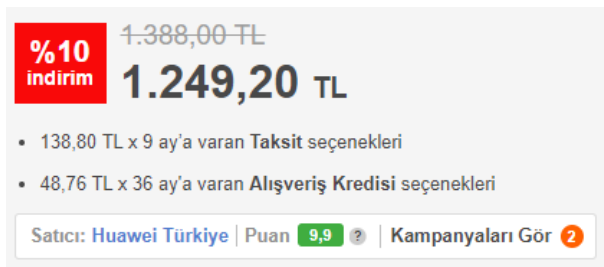 %10
indirim
1.388,00 TL
1.249,20 TL
• 138,80 TL x 9 ay'a varan Taksit seçenekleri
• 48,76 TL x 36 ay'a varan Alışveriş Kredisi seçenekleri
Satıcı: Huawei Türkiye | Puan 9,9 ? | Kampanyaları Gör 2